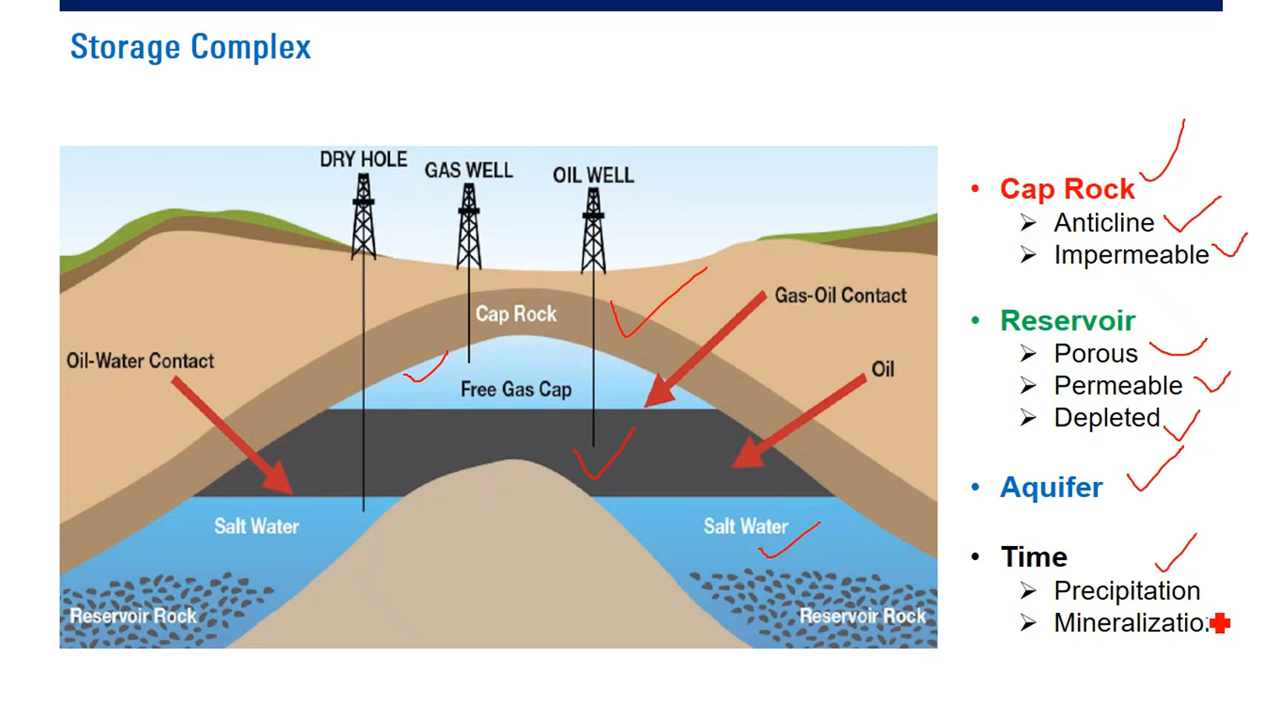 Storage Complex
DRY HOLE
GAS WELL
OIL WELL
Cap Rock
Gas-Oil Contact
Oil-Water Contact
Oil
Free Gas Cap
Salt Water
Salt Water
Reservoir Rock
Reservoir Rock
• Cap Rock
➢ Anticline
➢ Impermeable
• Reservoir
➢ Porous
➢ Permeable
➢ Depleted
• Aquifer
• Time
➢ Precipitation
➢ Mineralization